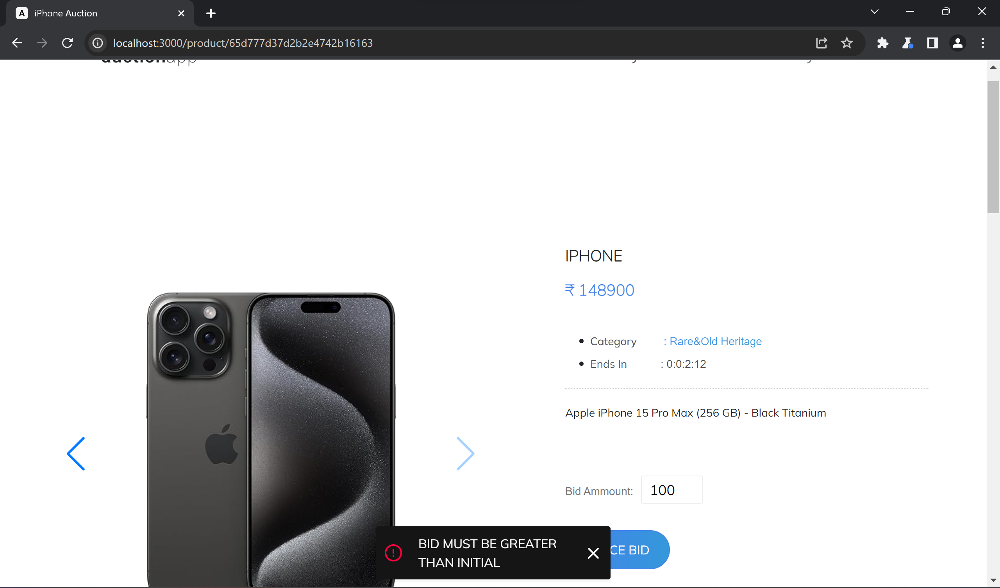 A iPhone Auction
localhost:3000/product/65d777d37d2b2e4742b16163
auctionapp
IPHONE
₹ 148900
Category : Rare&Old Heritage
Ends In : 0:0:2:12
Apple iPhone 15 Pro Max (256 GB) - Black Titanium
Bid Ammount: 100
BID MUST BE GREATER
THAN INITIAL
CE BID